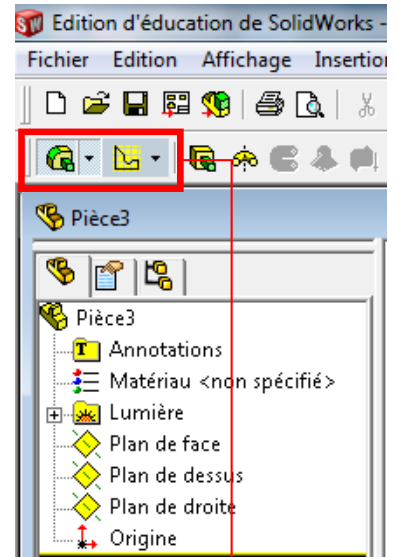 Edition d'éducation de SolidWorks -
Fichier Edition Affichage Insertion
Pièce3
Pièce3
Annotations
Matériau <non spécifié>
Lumière
Plan de face
Plan de dessus
Plan de droite
Origine